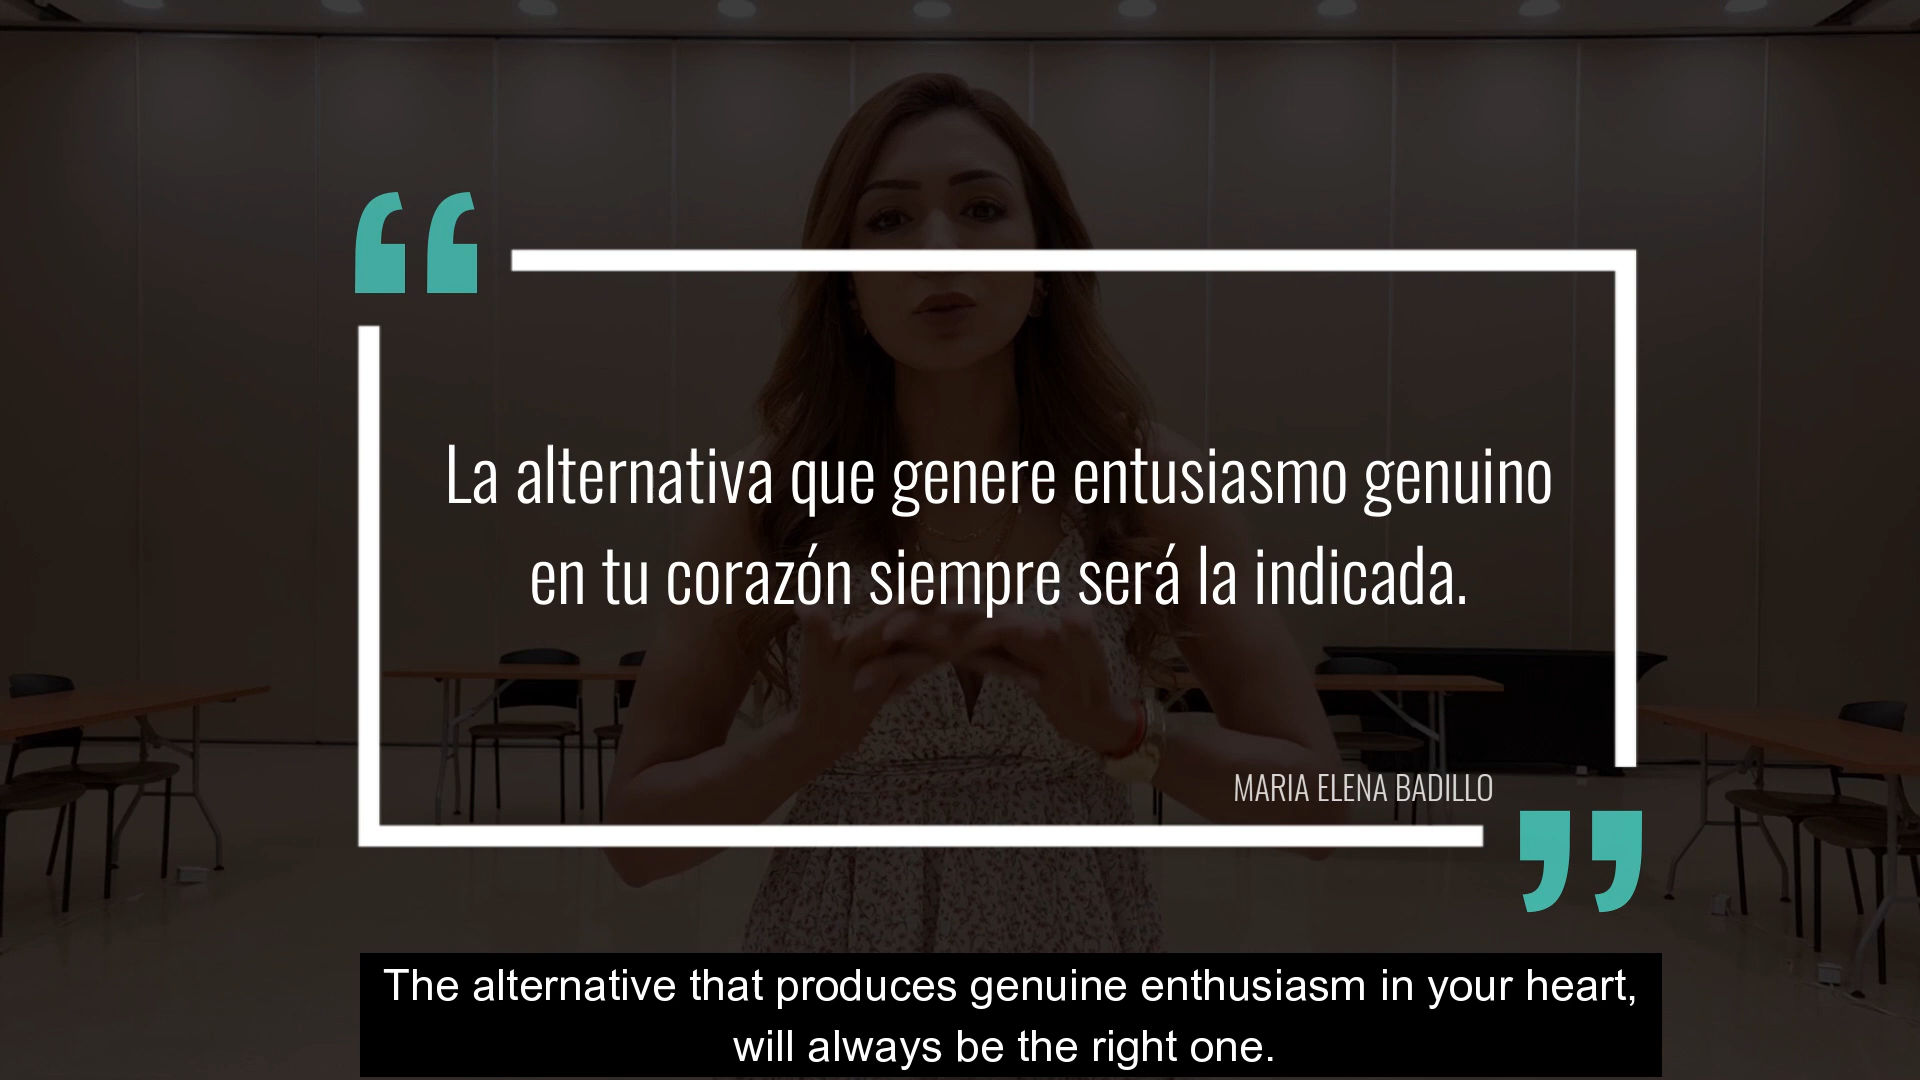 La alternativa que genere entusiasmo genuino
en tu corazón siempre será la indicada.
MARIA ELENA BADILLO
The alternative that produces genuine enthusiasm in your heart,
will always be the right one.